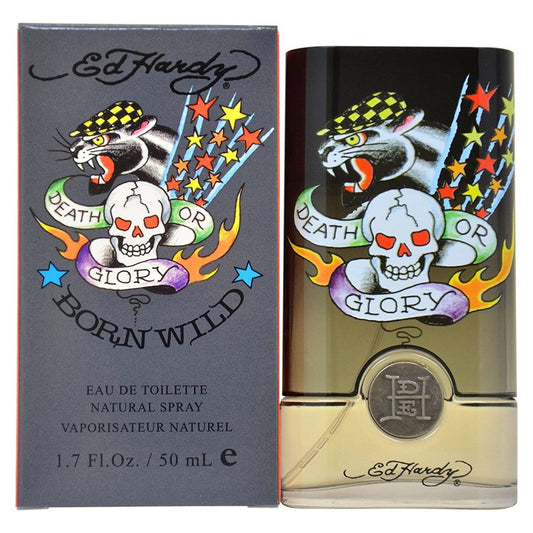 Ed Hardy®
DEATH OR
GLORY
BORN WILD
EAU DE TOILETTE
NATURAL SPRAY
VAPORISATEUR NATUREL
1.7 Fl.Oz. / 50 mL e
DEATH OR
GLORY
Ed Hardy®